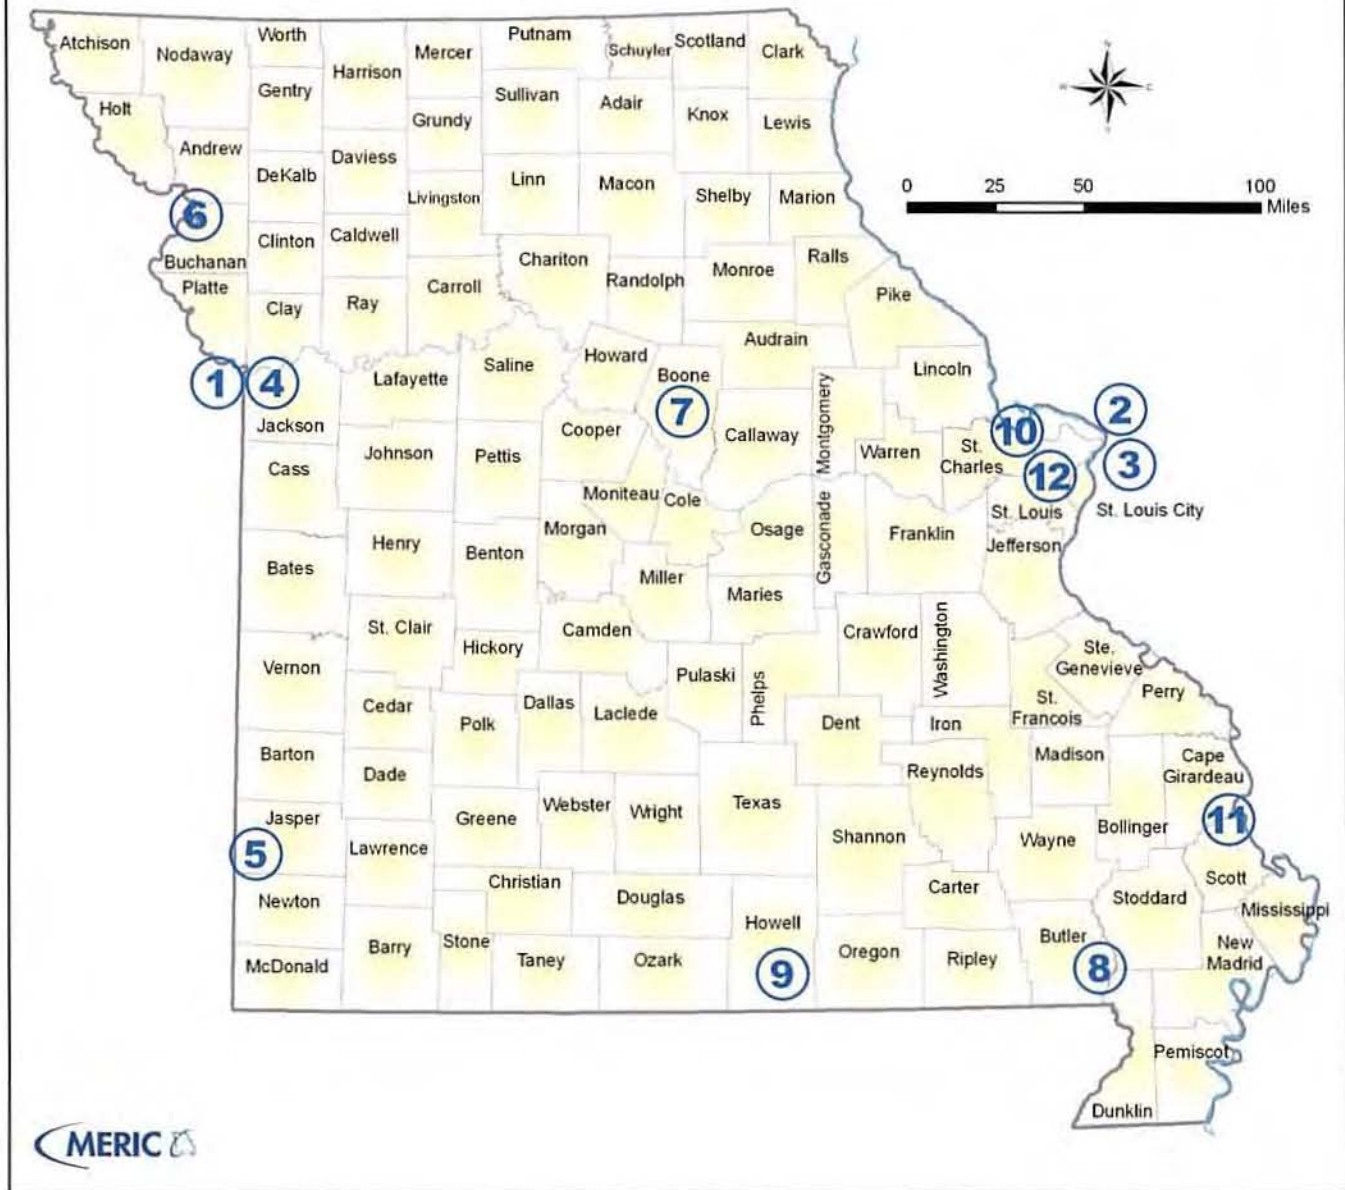 Atchison
Nodaway
Worth
Harrison
Mercer
Putnam
Schuyler
Scotland
Clark
Holt
Gentry
Grundy
Sullivan
Adair
Knox
Lewis
Andrew
DeKalb
Daviess
Livingston
Linn
Macon
Shelby
Marion
0 25 50 100
Miles
6
Buchanan
Clinton
Caldwell
Carroll
Chariton
Randolph
Monroe
Ralls
Pike
Platte
Clay
Ray
1
4
Jackson
Lafayette
Saline
Howard
Boone
7
Audrain
Montgomery
Lincoln
Cooper
Callaway
Warren
St.
Charles
10
2
12
3
St. Louis
St. Louis City
Cass
Johnson
Pettis
Moniteau
Cole
Morgan
Osage
Gasconade
Franklin
Jefferson
Bates
Henry
Benton
Miller
Maries
St. Clair
Hickory
Camden
Crawford
Washington
Ste.
Genevieve
Vernon
Cedar
Polk
Dallas
Laclede
Pulaski
Phelps
Dent
Iron
St.
Francois
Perry
Barton
Dade
Madison
Cape
Girardeau
Reynolds
Jasper
5
Lawrence
Greene
Webster
Wright
Texas
Shannon
Wayne
Bollinger
11
Newton
Christian
Douglas
Howell
9
Carter
Stoddard
Scott
Mississippi
McDonald
Barry
Stone
Taney
Ozark
Oregon
Ripley
Butler
8
New
Madrid
Pemiscot
Dunklin
MERIC